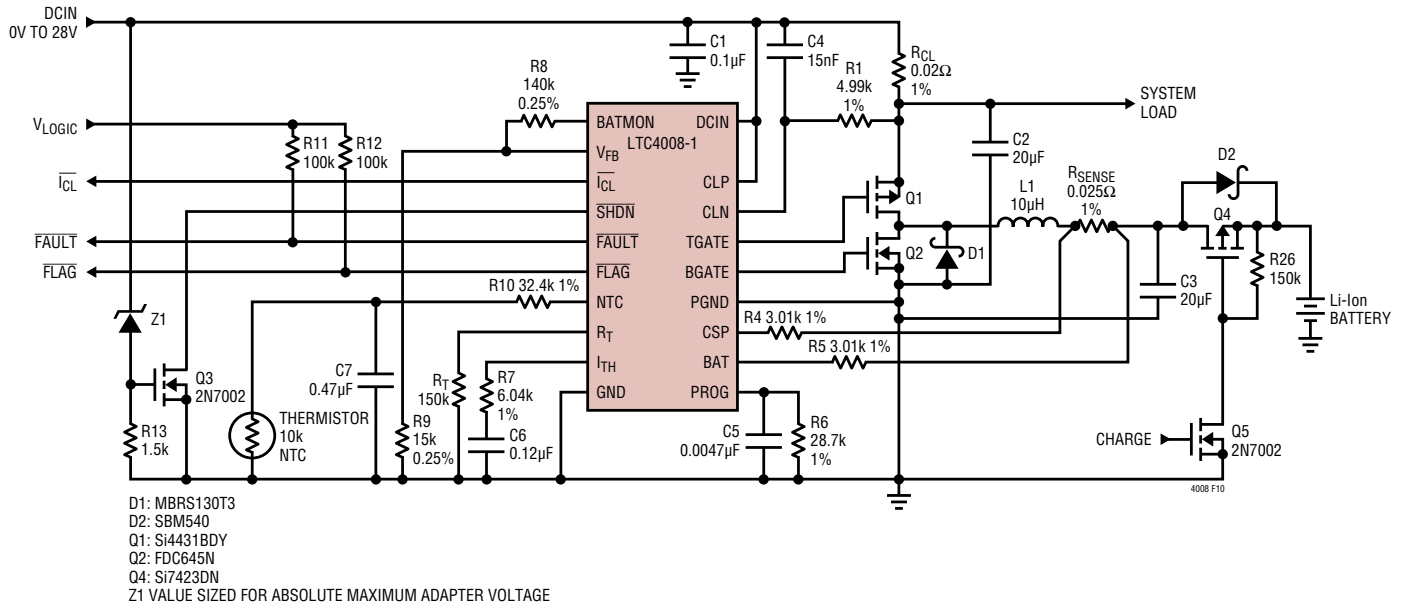 DCIN
0V TO 28V
C1
0.1µF
C4
15nF
R1
4.99k
1%
RCL
0.02Ω
1%
SYSTEM
LOAD
R8
140k
0.25%
VLOGIC
R11
100k
R12
100k
ICL
FAULT
FLAG
BATMON
VFB
ICL
SHDN
FAULT
FLAG
NTC
RT
ITH
GND
LTC4008-1
DCIN
CLP
CLN
TGATE
BGATE
PGND
CSP
BAT
PROG
C2
20µF
Q1
Q2
D1
L1
10µH
RSENSE
0.025Ω
1%
D2
Q4
R26
150k
C3
20µF
Li-Ion
BATTERY
R10 32.4k 1%
R4 3.01k 1%
R5 3.01k 1%
Z1
Q3
2N7002
R13
1.5k
THERMISTOR
10k
NTC
C7
0.47µF
R9
15k
0.25%
RT
150k
R7
6.04k
1%
C6
0.12µF
C5
0.0047µF
R6
28.7k
1%
CHARGE
Q5
2N7002
4008 F10
D1: MBRS130T3
D2: SBM540
Q1: Si4431BDY
Q2: FDC645N
Q4: Si7423DN
Z1 VALUE SIZED FOR ABSOLUTE MAXIMUM ADAPTER VOLTAGE